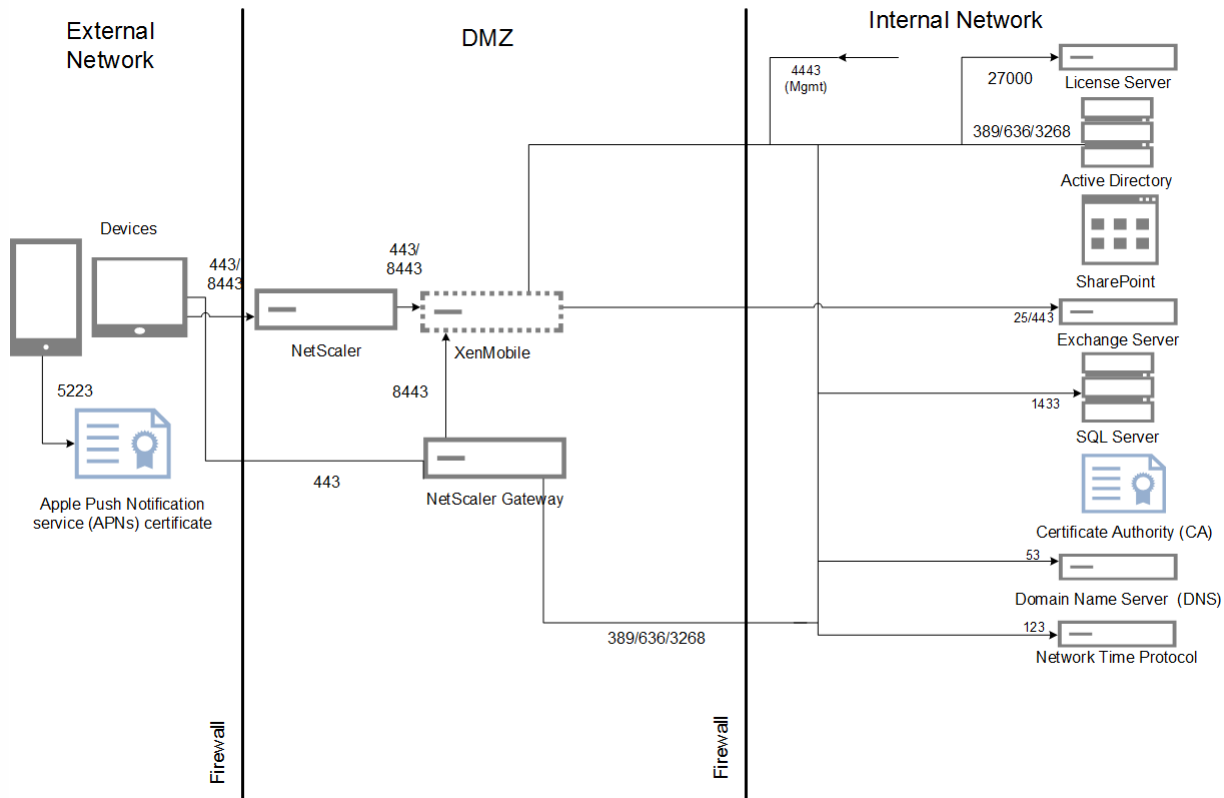 External
Network
DMZ
Internal Network
4443
(Mgmt)
27000
License Server
389/636/3268
Active Directory
SharePoint
Devices
443/
8443
443/
8443
NetScaler
XenMobile
25/443
Exchange Server
5223
8443
1433
SQL Server
443
NetScaler Gateway
Apple Push Notification
service (APNs) certificate
Certificate Authority (CA)
53
Domain Name Server (DNS)
389/636/3268
123
Network Time Protocol
Firewall
Firewall